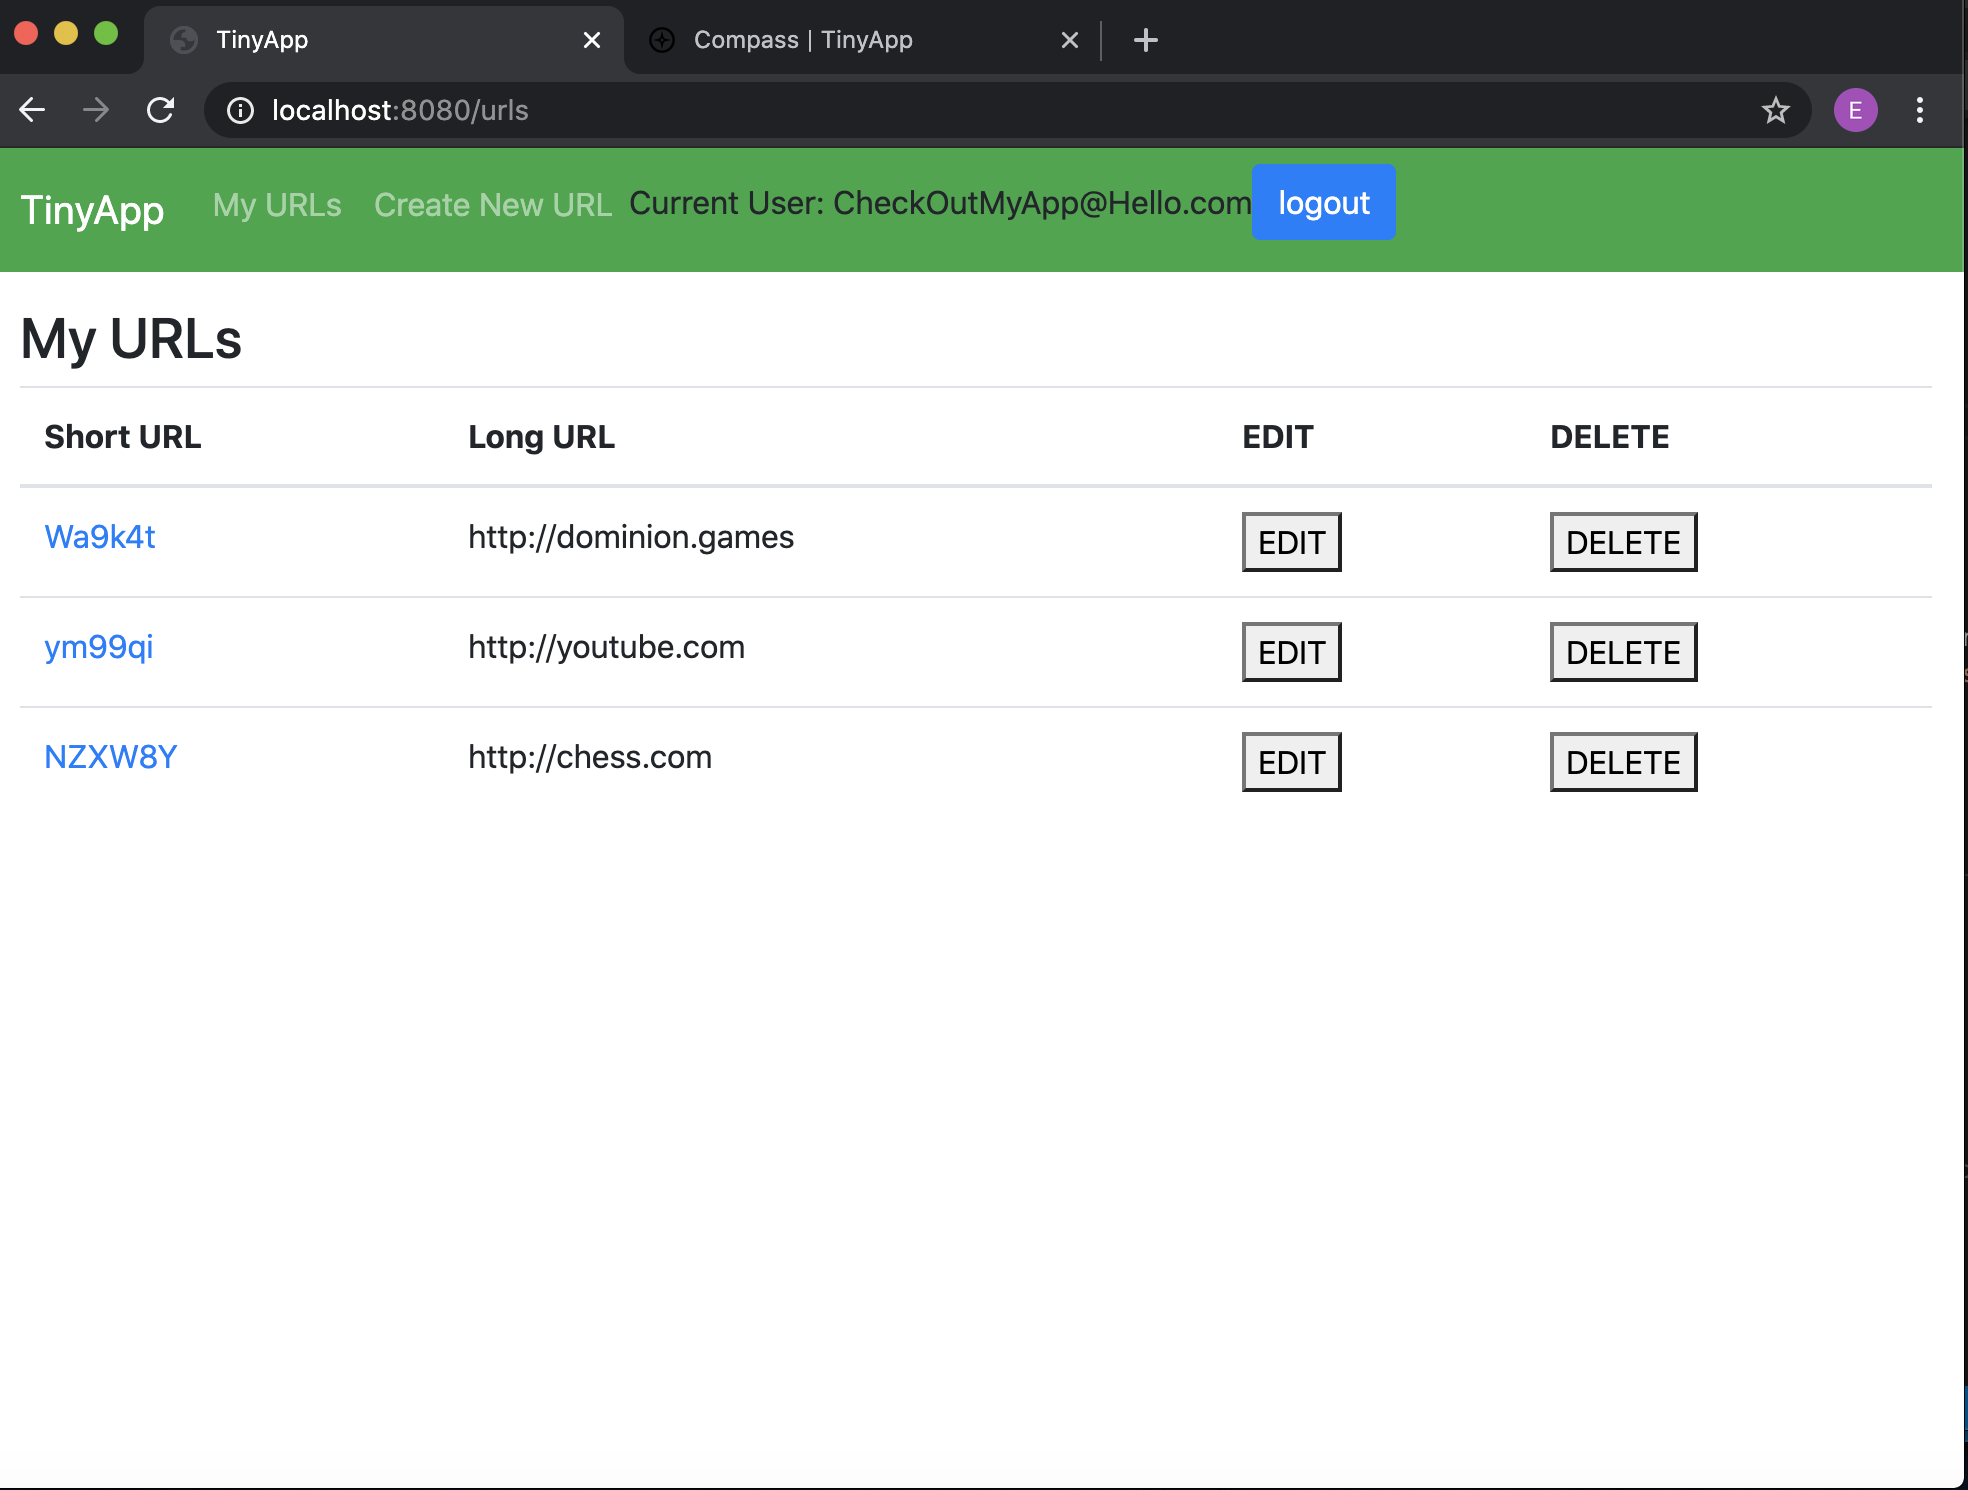 TinyApp
Compass | TinyApp
localhost:8080/urls
E
TinyApp My URLs Create New URL Current User: CheckOutMyApp@Hello.com logout
My URLs
Short URL Long URL EDIT DELETE
Wa9k4t http://dominion.games EDIT DELETE
ym99qi http://youtube.com EDIT DELETE
NZXW8Y http://chess.com EDIT DELETE